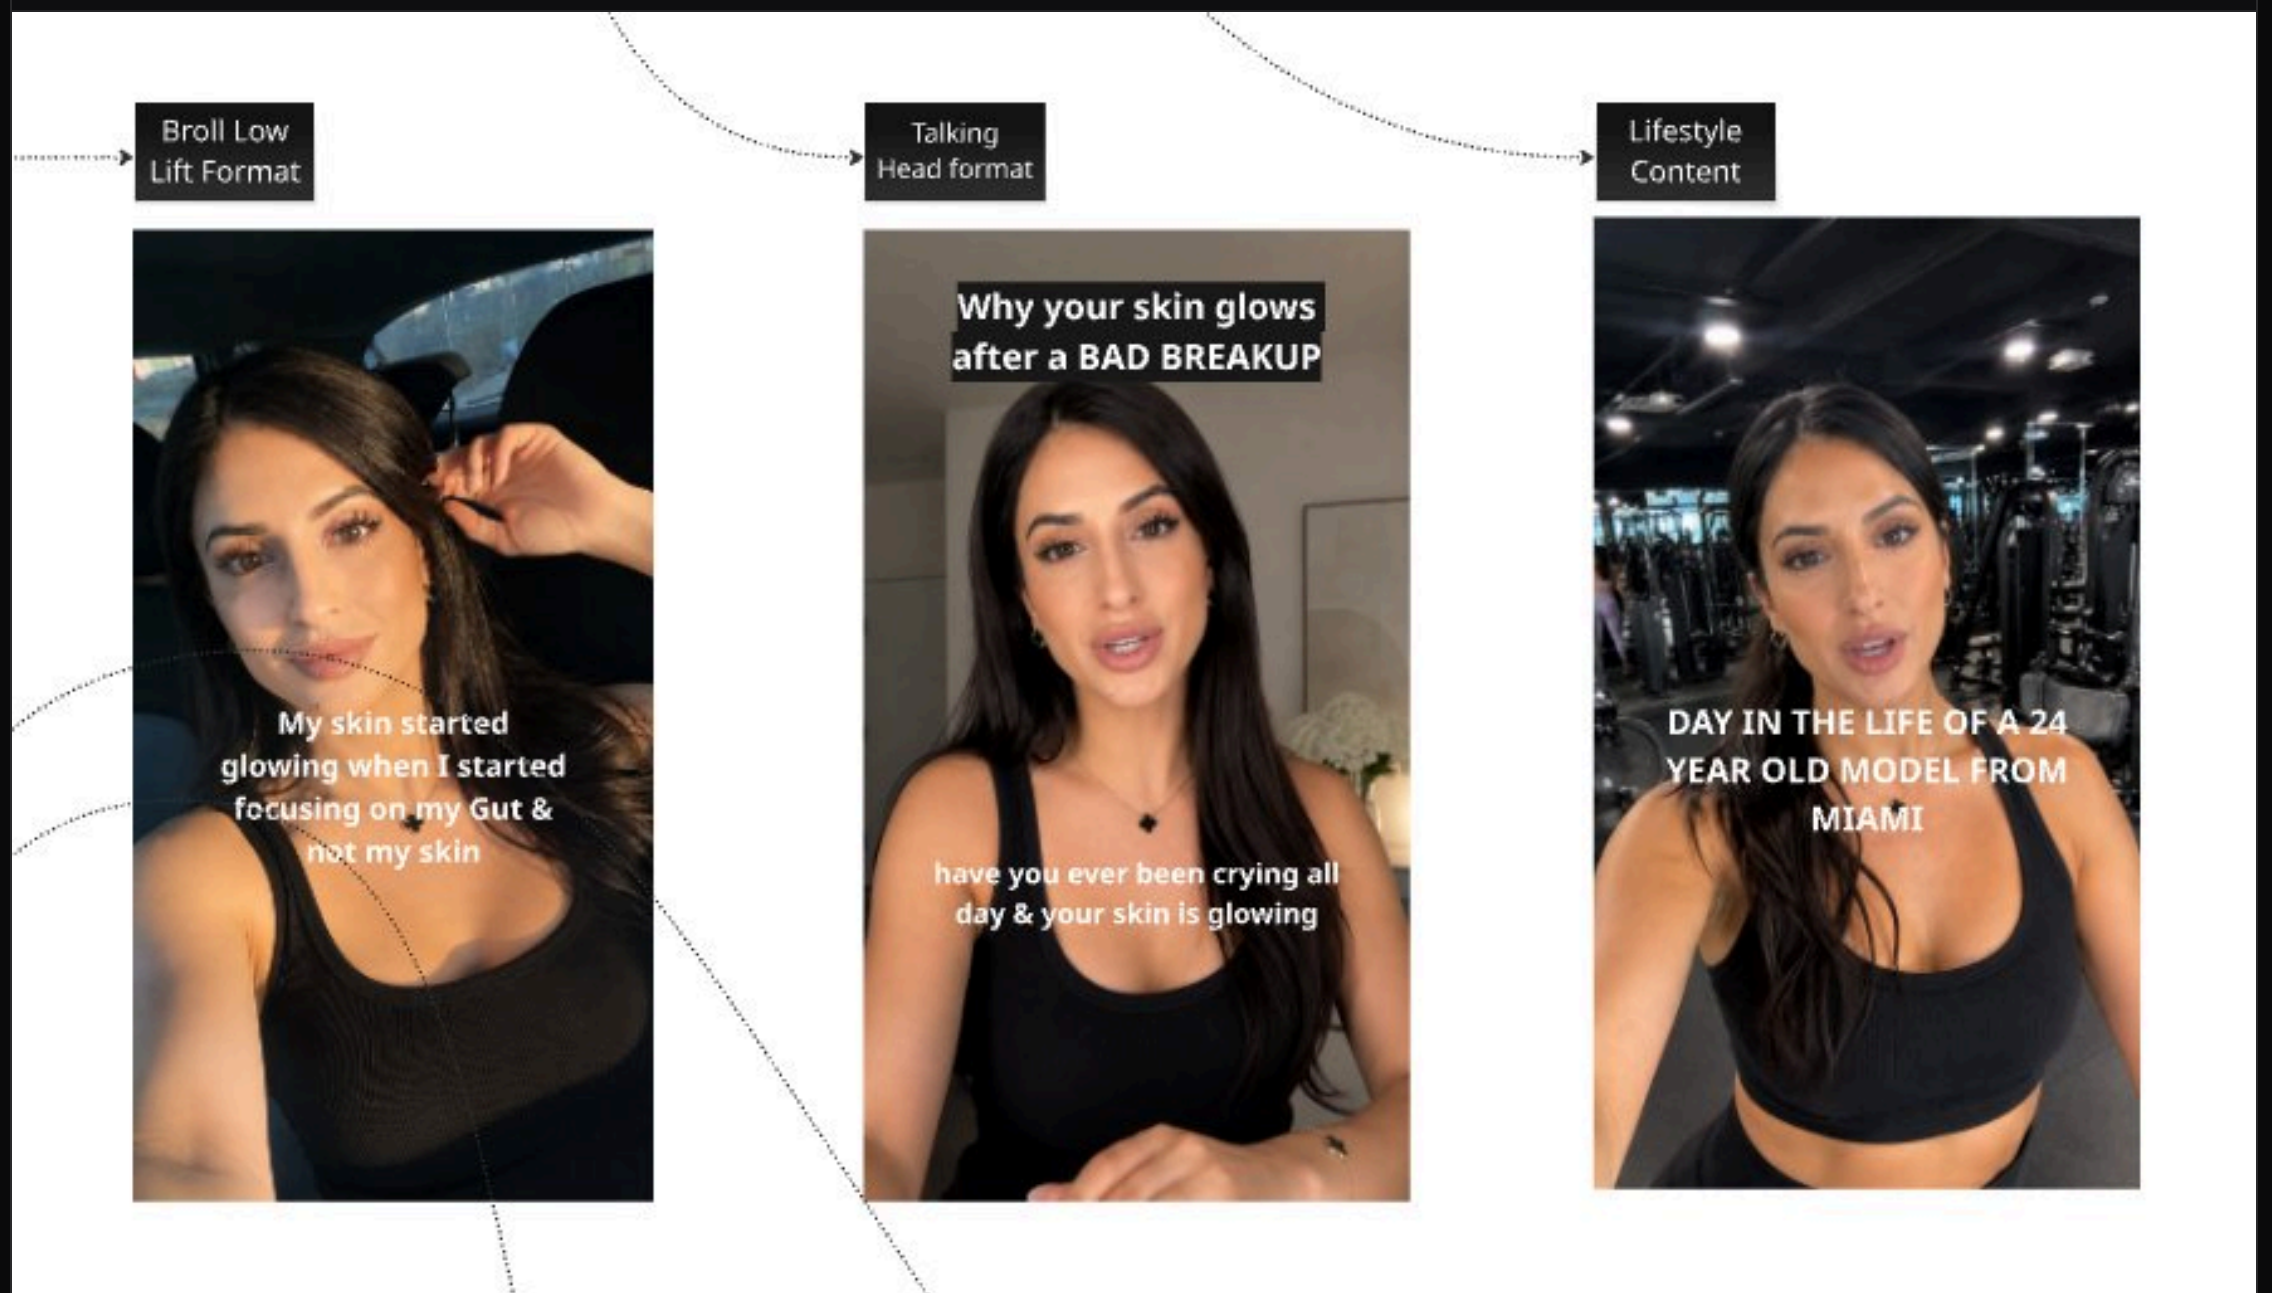 Broll Low
Lift Format
My skin started
glowing when I started
focusing on my Gut &
not my skin
Talking
Head format
Why your skin glows
after a BAD BREAKUP
have you ever been crying all
day & your skin is glowing
Lifestyle
Content
DAY IN THE LIFE OF A 24
YEAR OLD MODEL FROM
MIAMI